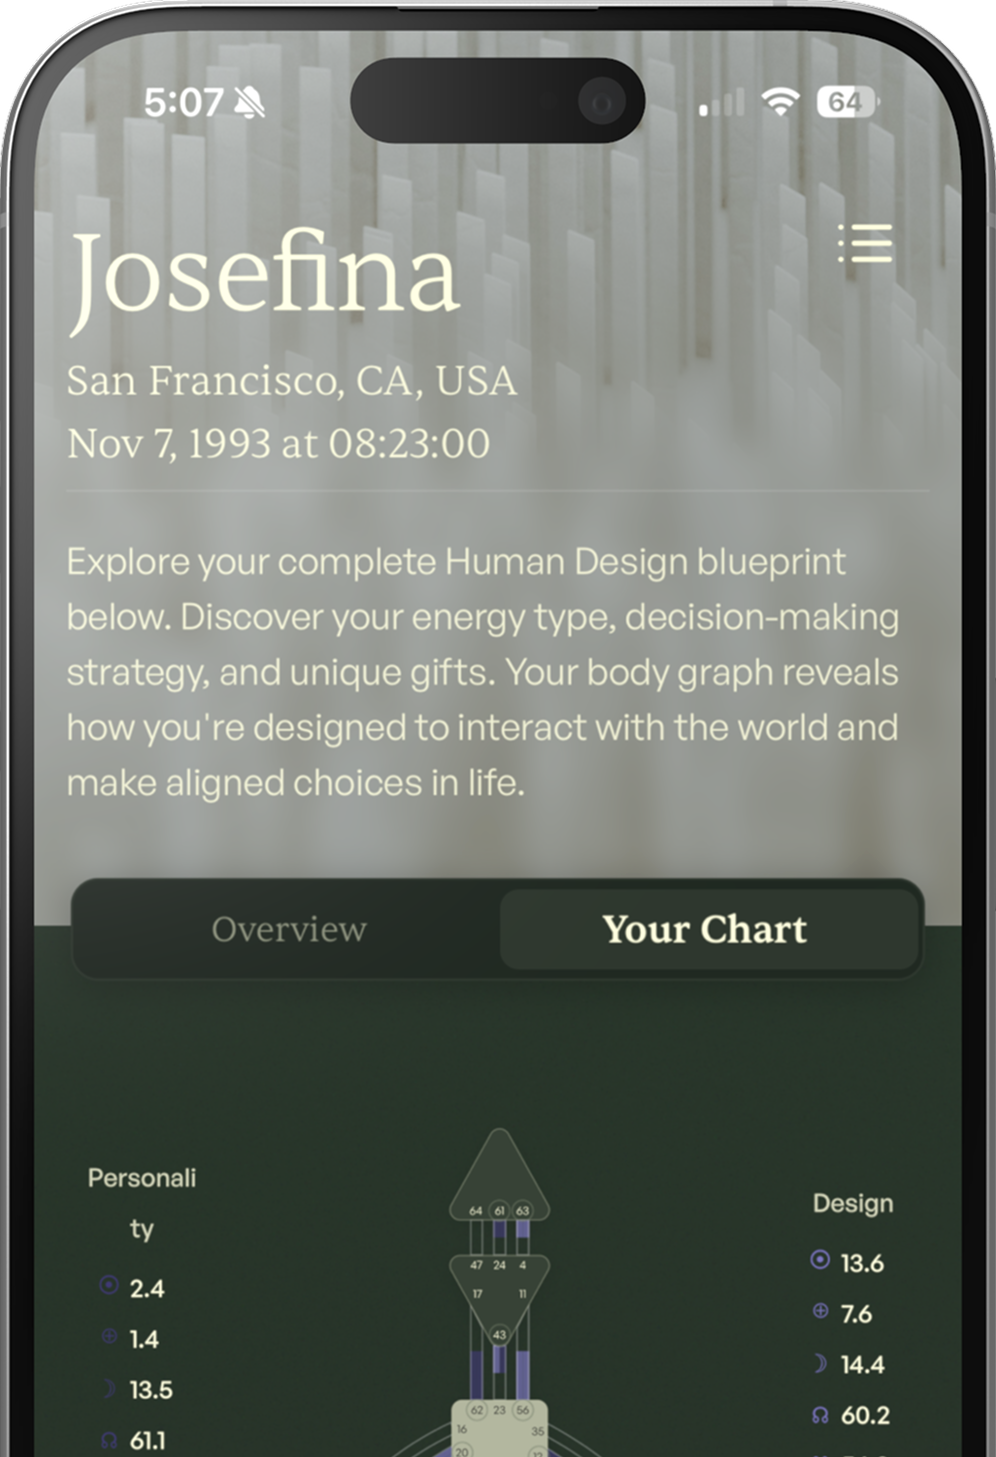 5:07
64
Josefina
San Francisco, CA, USA
Nov 7, 1993 at 08:23:00
Explore your complete Human Design blueprint
below. Discover your energy type, decision-making
strategy, and unique gifts. Your body graph reveals
how you're designed to interact with the world and
make aligned choices in life.
Overview
Your Chart
Personali
ty
2.4
1.4
13.5
61.1
64 61 63
47 24 4
17 11
43
62 23 56
16 35
20 12
Design
13.6
7.6
14.4
60.2